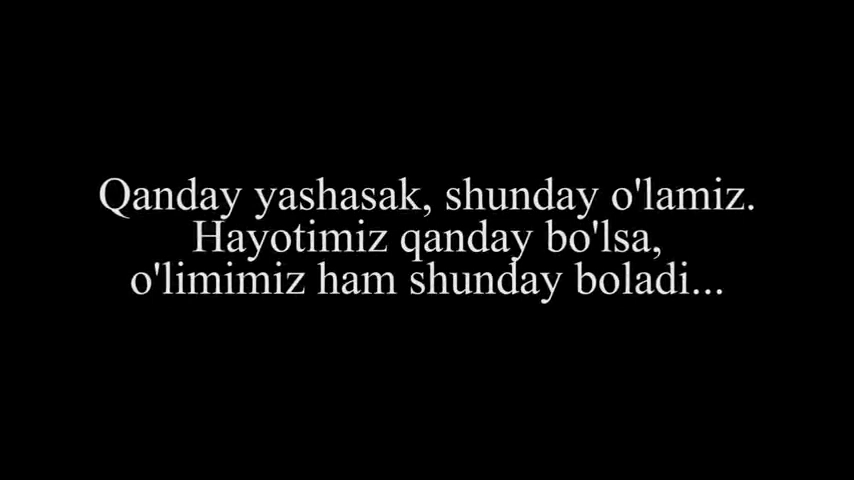 Qanday yashasak, shunday o'lamiz.
Hayotimiz qanday bo'lsa,
o'limimiz ham shunday boladi...